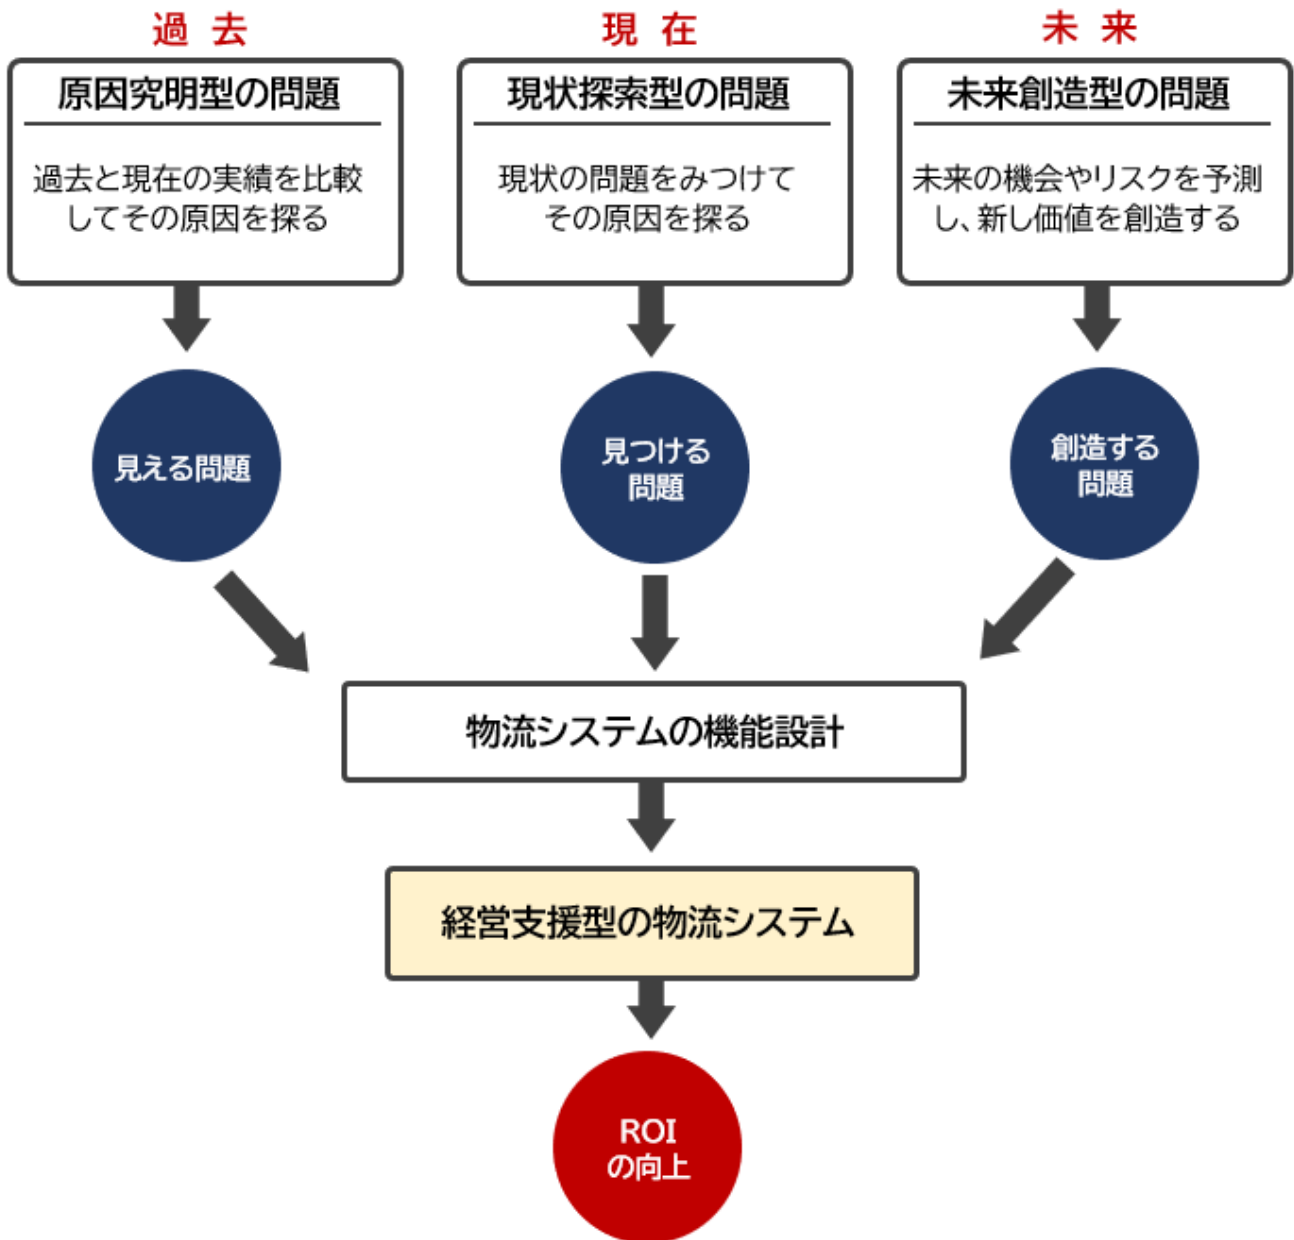 過 去
現 在
未 来
原因究明型の問題
過去と現在の実績を比較
してその原因を探る
現状探索型の問題
現状の問題をみつけて
その原因を探る
未来創造型の問題
未来の機会やリスクを予測
し、新し価値を創造する
見える問題
見つける
問題
創造する
問題
物流システムの機能設計
経営支援型の物流システム
ROI
の向上